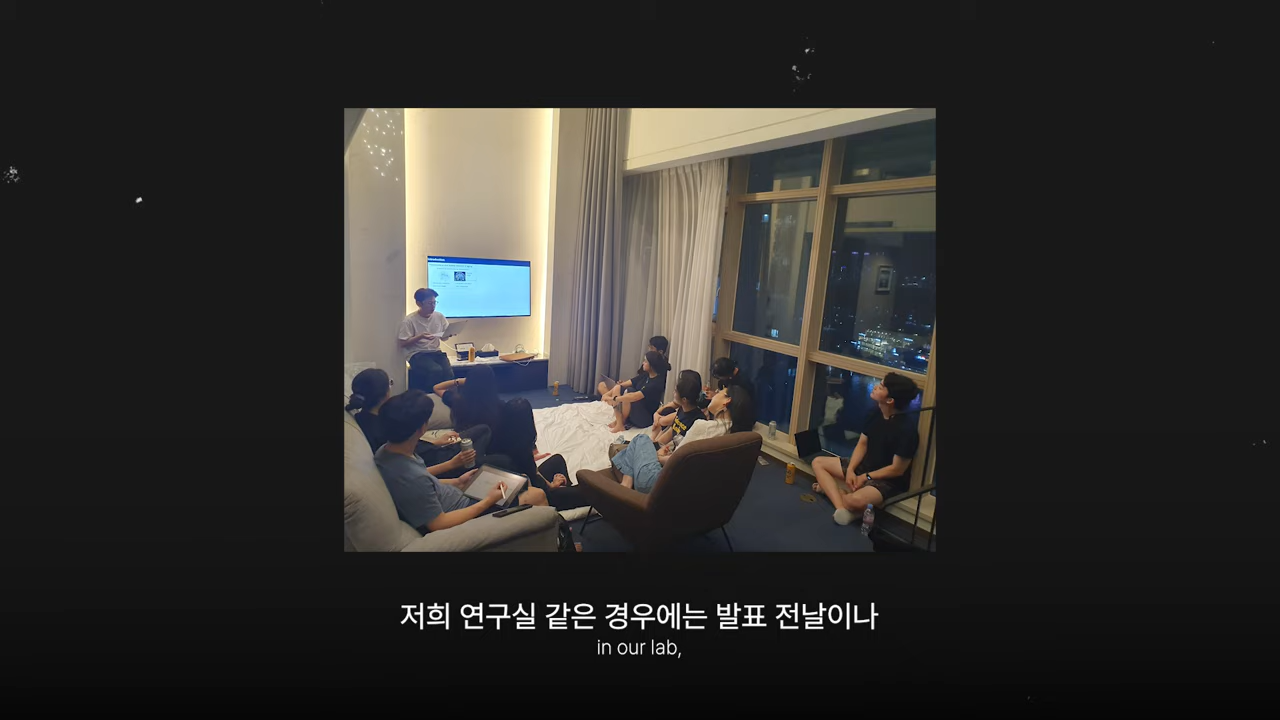 Introduction
저희 연구실 같은 경우에는 발표 전날이나
in our lab,